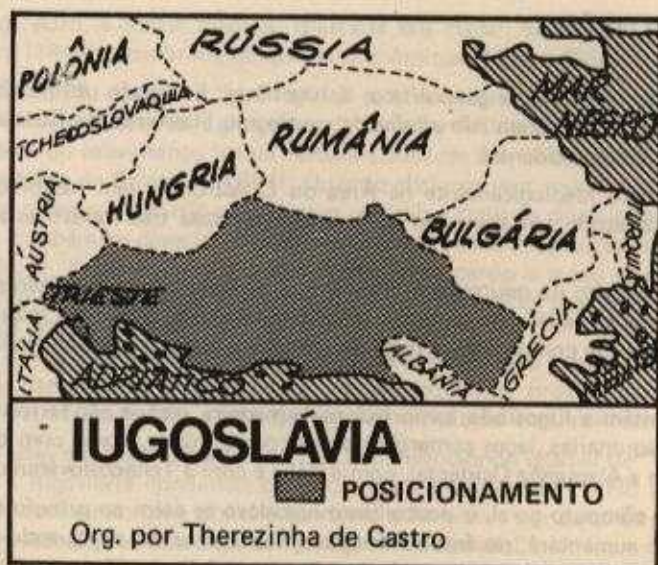 POLÔNIA
RÚSSIA
MAR
NEGRO
TCHECOSLOVAQUIA
RUMÂNIA
HUNGRIA
ÁUSTRIA
BULGÁRIA
TRIESTE
ITÁLIA
ADRIÁTICO
ALBÂNIA
GRÉCIA
IUGOSLÁVIA
POSICIONAMENTO
Org. por Therezinha de Castro